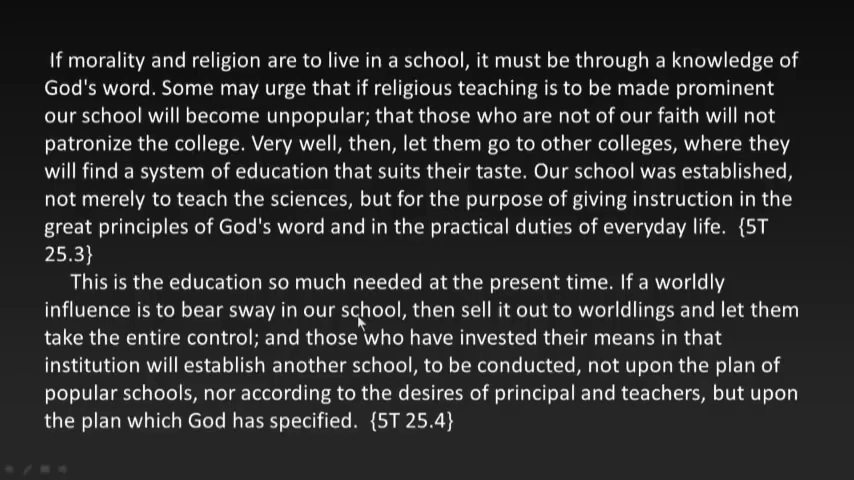 If morality and religion are to live in a school, it must be through a knowledge of
God's word. Some may urge that if religious teaching is to be made prominent
our school will become unpopular; that those who are not of our faith will not
patronize the college. Very well, then, let them go to other colleges, where they
will find a system of education that suits their taste. Our school was established,
not merely to teach the sciences, but for the purpose of giving instruction in the
great principles of God's word and in the practical duties of everyday life.  {5T
25.3}
This is the education so much needed at the present time. If a worldly
influence is to bear sway in our school, then sell it out to worldlings and let them
take the entire control; and those who have invested their means in that
institution will establish another school, to be conducted, not upon the plan of
popular schools, nor according to the desires of principal and teachers, but upon
the plan which God has specified.  {5T 25.4}